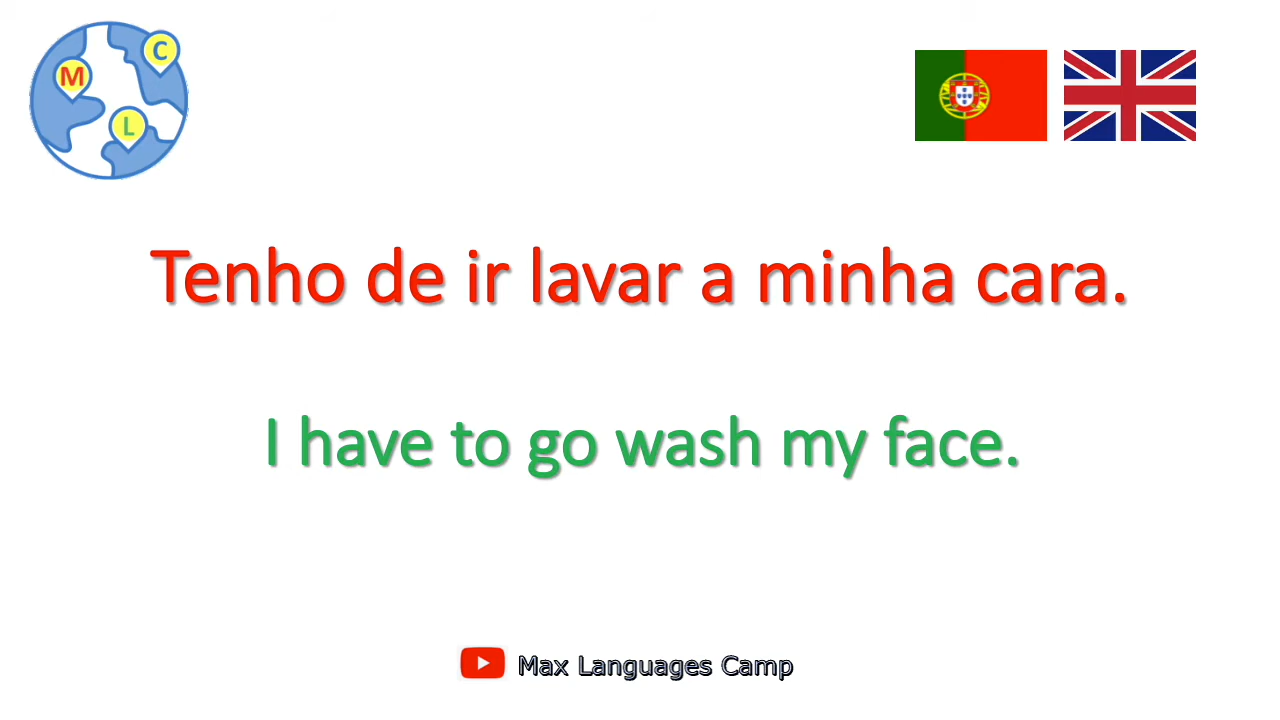 M
C
L
Tenho de ir lavar a minha cara.
I have to go wash my face.
Max Languages Camp